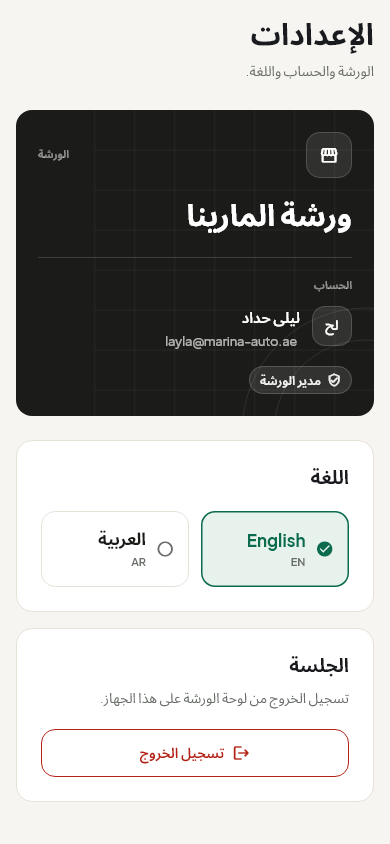 الإعدادات
الورشة والحساب واللغة.
الورشة
ورشة المارينا
الحساب
لح
ليلى حداد
layla@marina-auto.ae
مدير الورشة
اللغة
English
EN
العربية
AR
الجلسة
تسجيل الخروج من لوحة الورشة على هذا الجهاز.
تسجيل الخروج